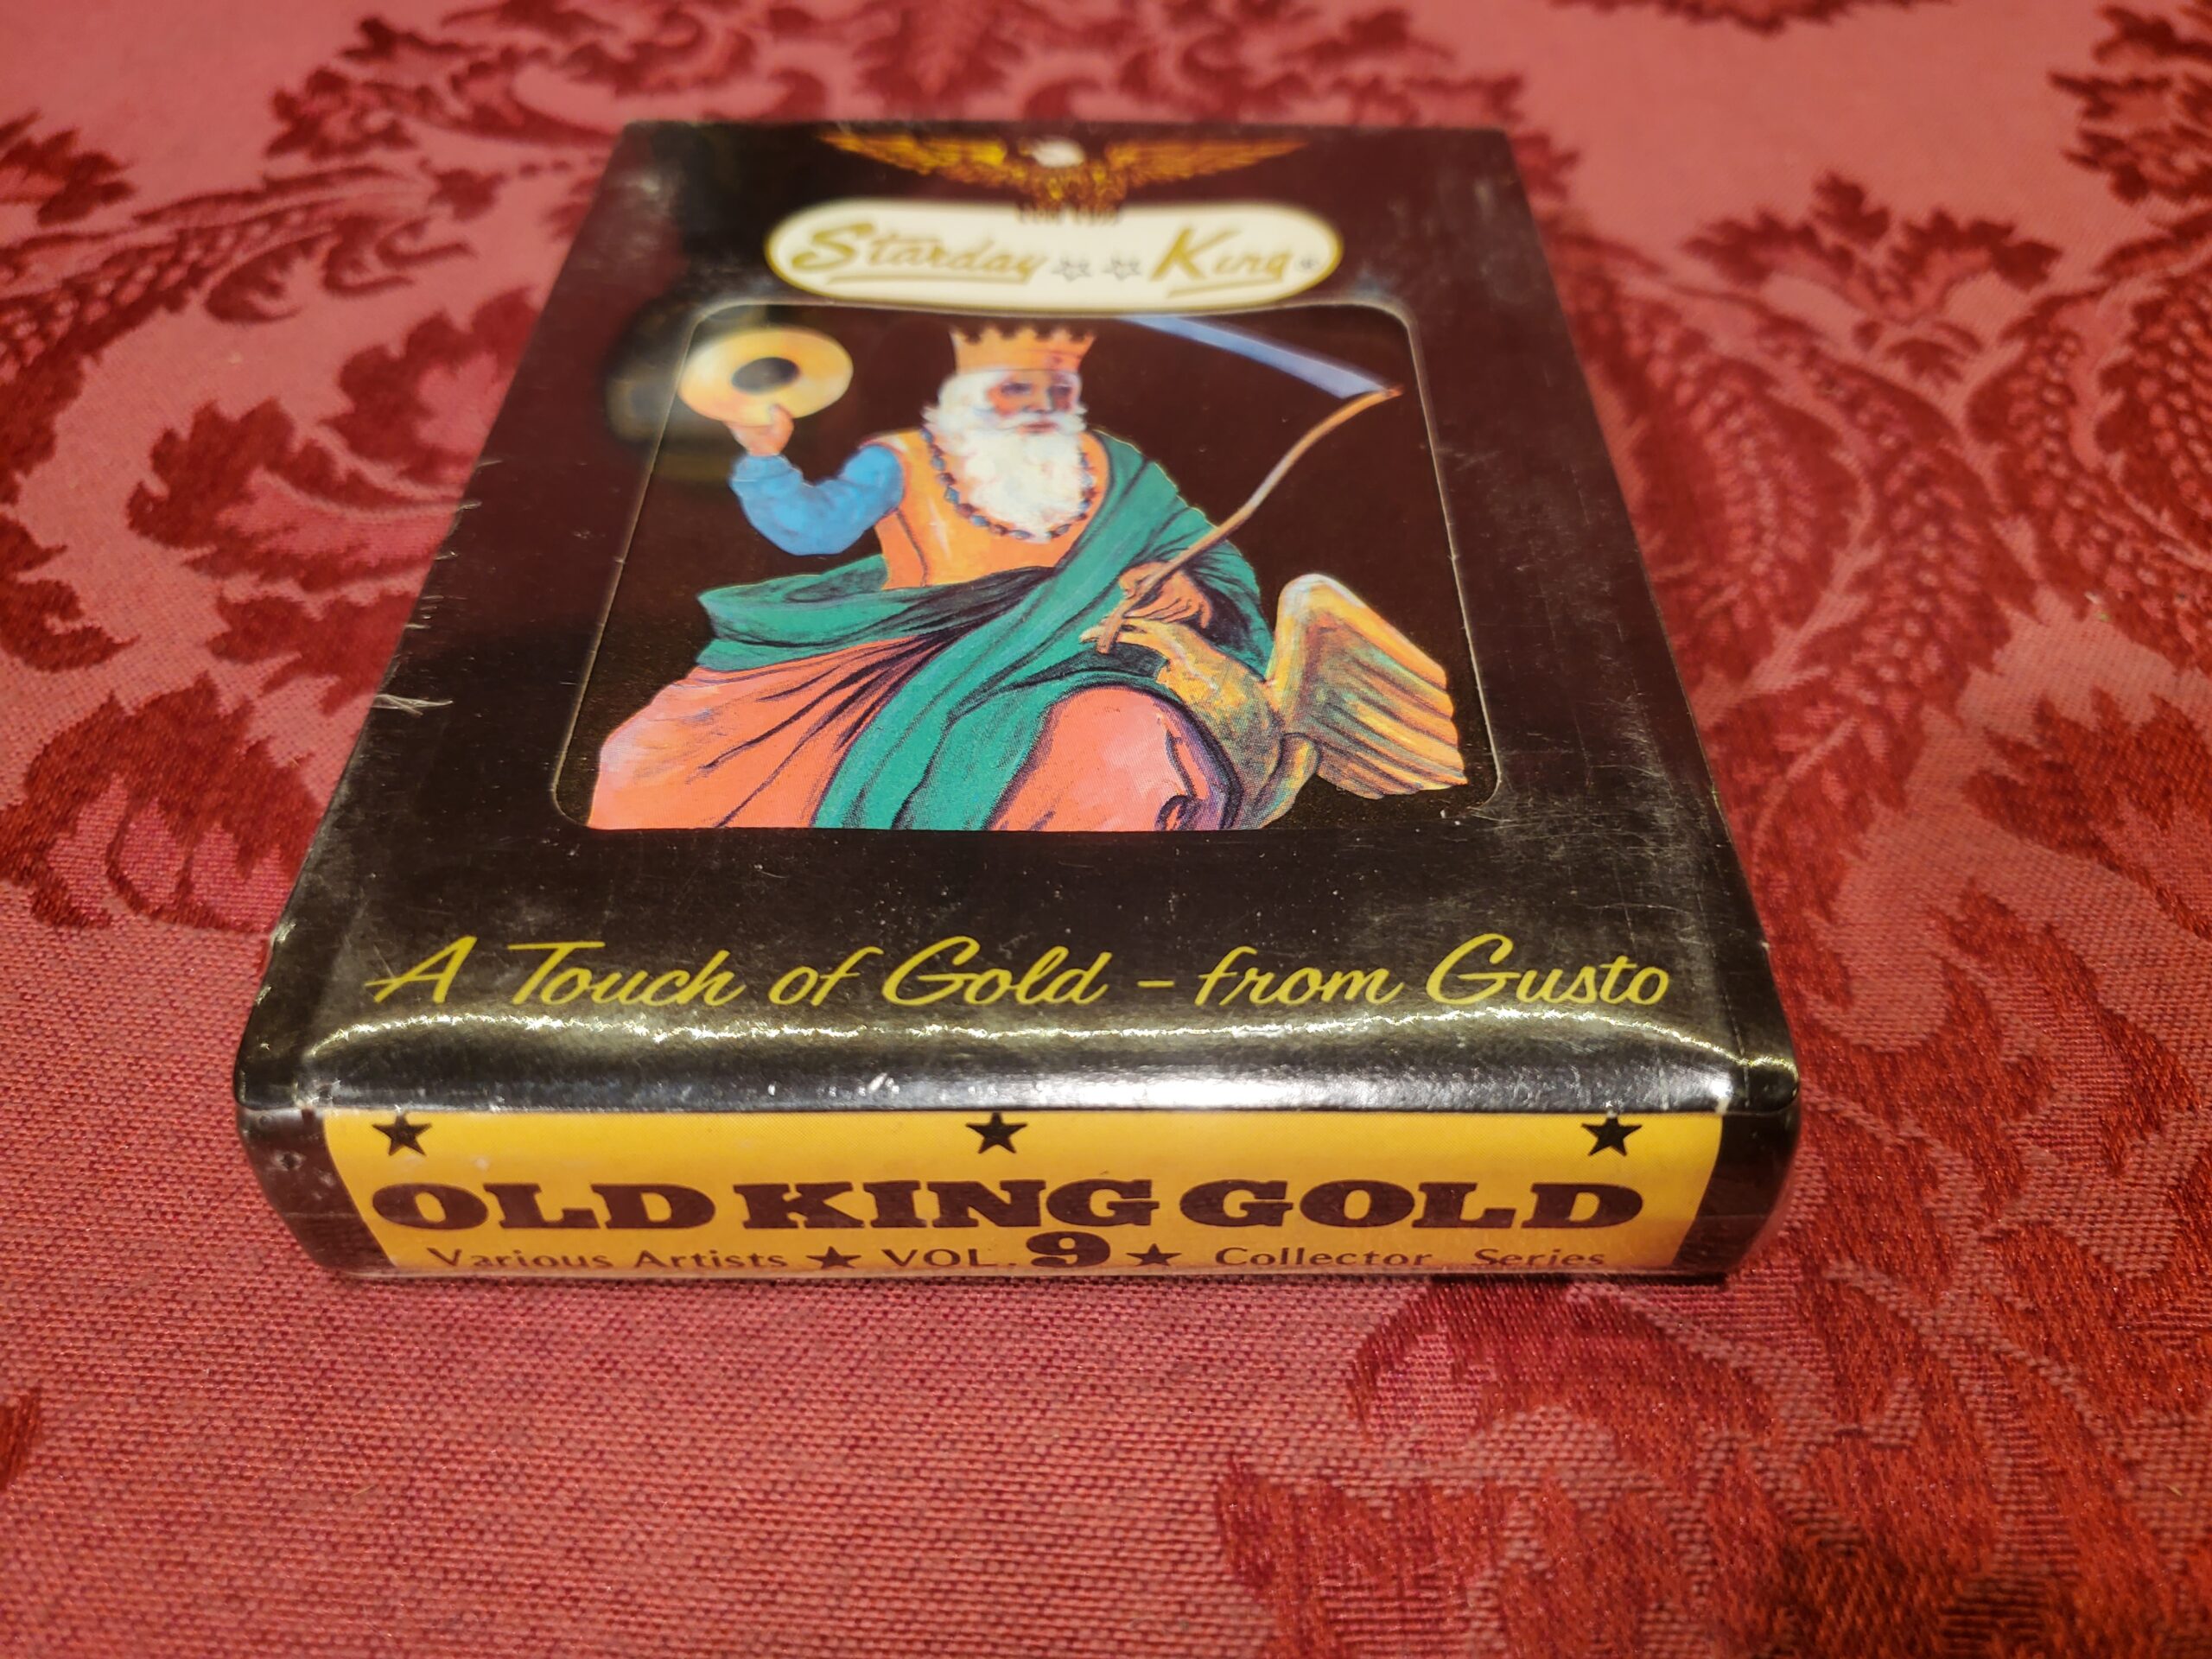 Starday King
A Touch of Gold - from Gusto
OLD KING GOLD
Various Artists ★ VOL. 9 ★ Collector Series